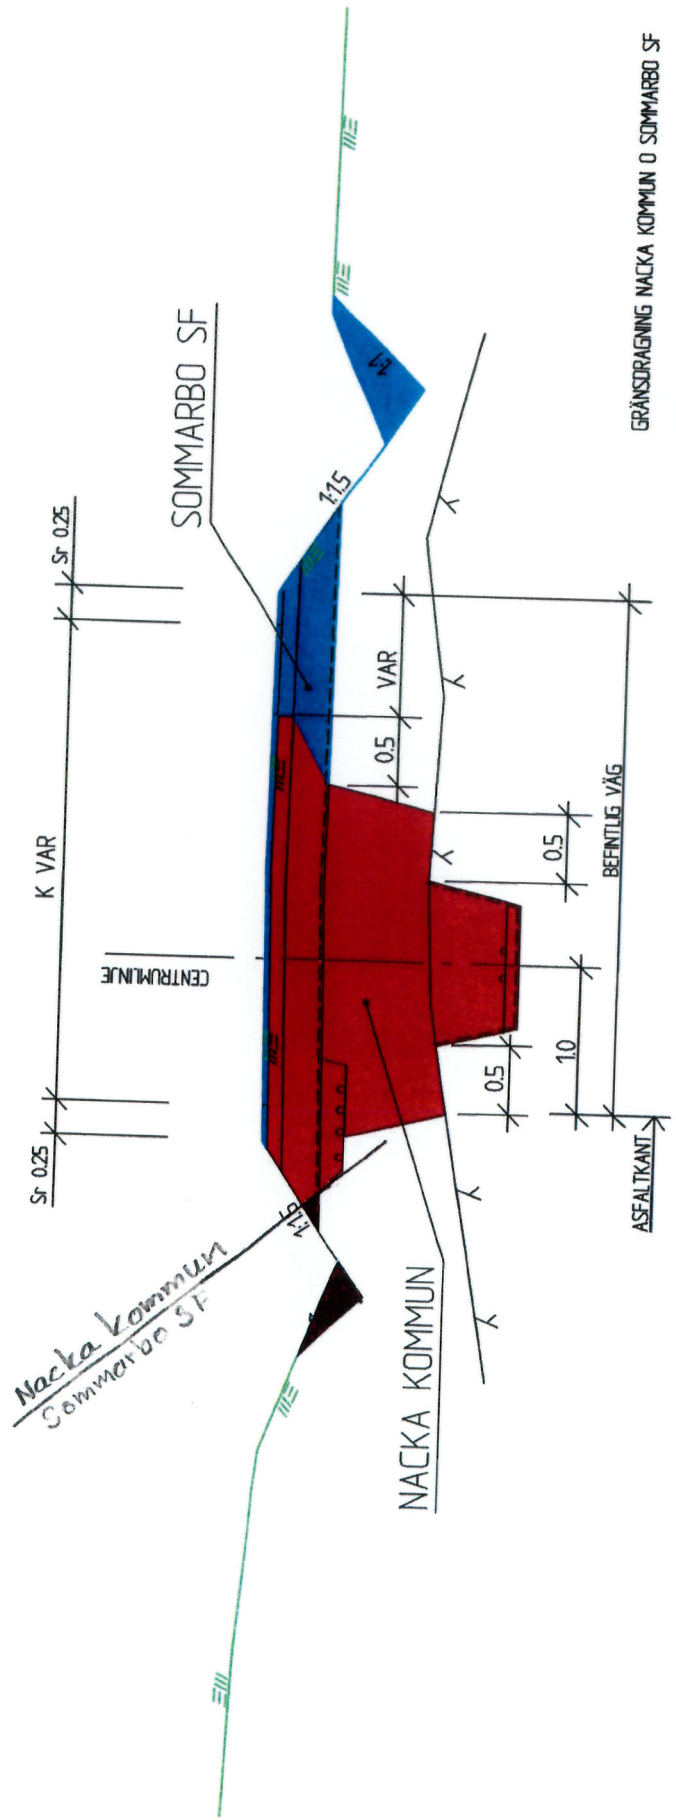 Sr 0.25
K VAR
Sr 0.25
Nacka kommun
Sommarbo SF
CENTRUMLINJE
SOMMARBO SF
1:1.5
1:1.5
1:1
NACKA KOMMUN
0.5
VAR
0.5
0.5
1.0
BEFINTLIG VÄG
ASFALTKANT
GRÄNSDRAGNING NACKA KOMMUN O SOMMARBO SF